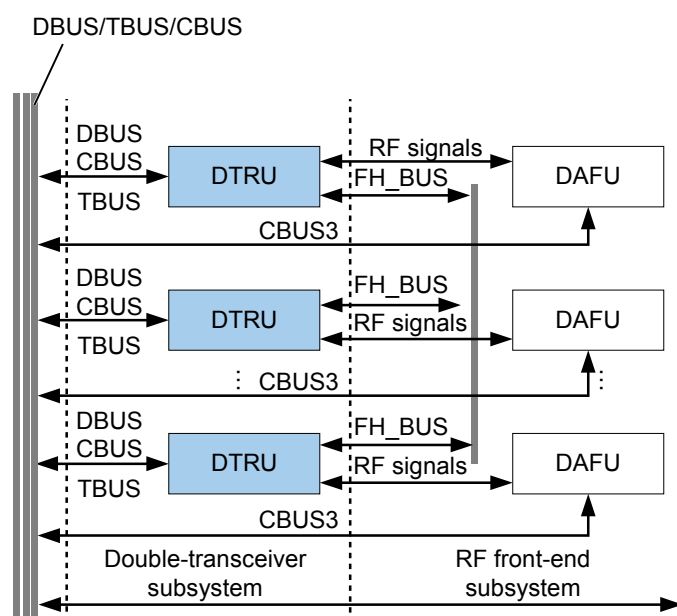 DBUS/TBUS/CBUS
DBUS
CBUS
TBUS
DTRU
RF signals
FH_BUS
DAFU
CBUS3
DBUS
CBUS
TBUS
DTRU
FH_BUS
RF signals
DAFU
CBUS3
DBUS
CBUS
TBUS
DTRU
FH_BUS
RF signals
DAFU
CBUS3
Double-transceiver
subsystem
RF front-end
subsystem